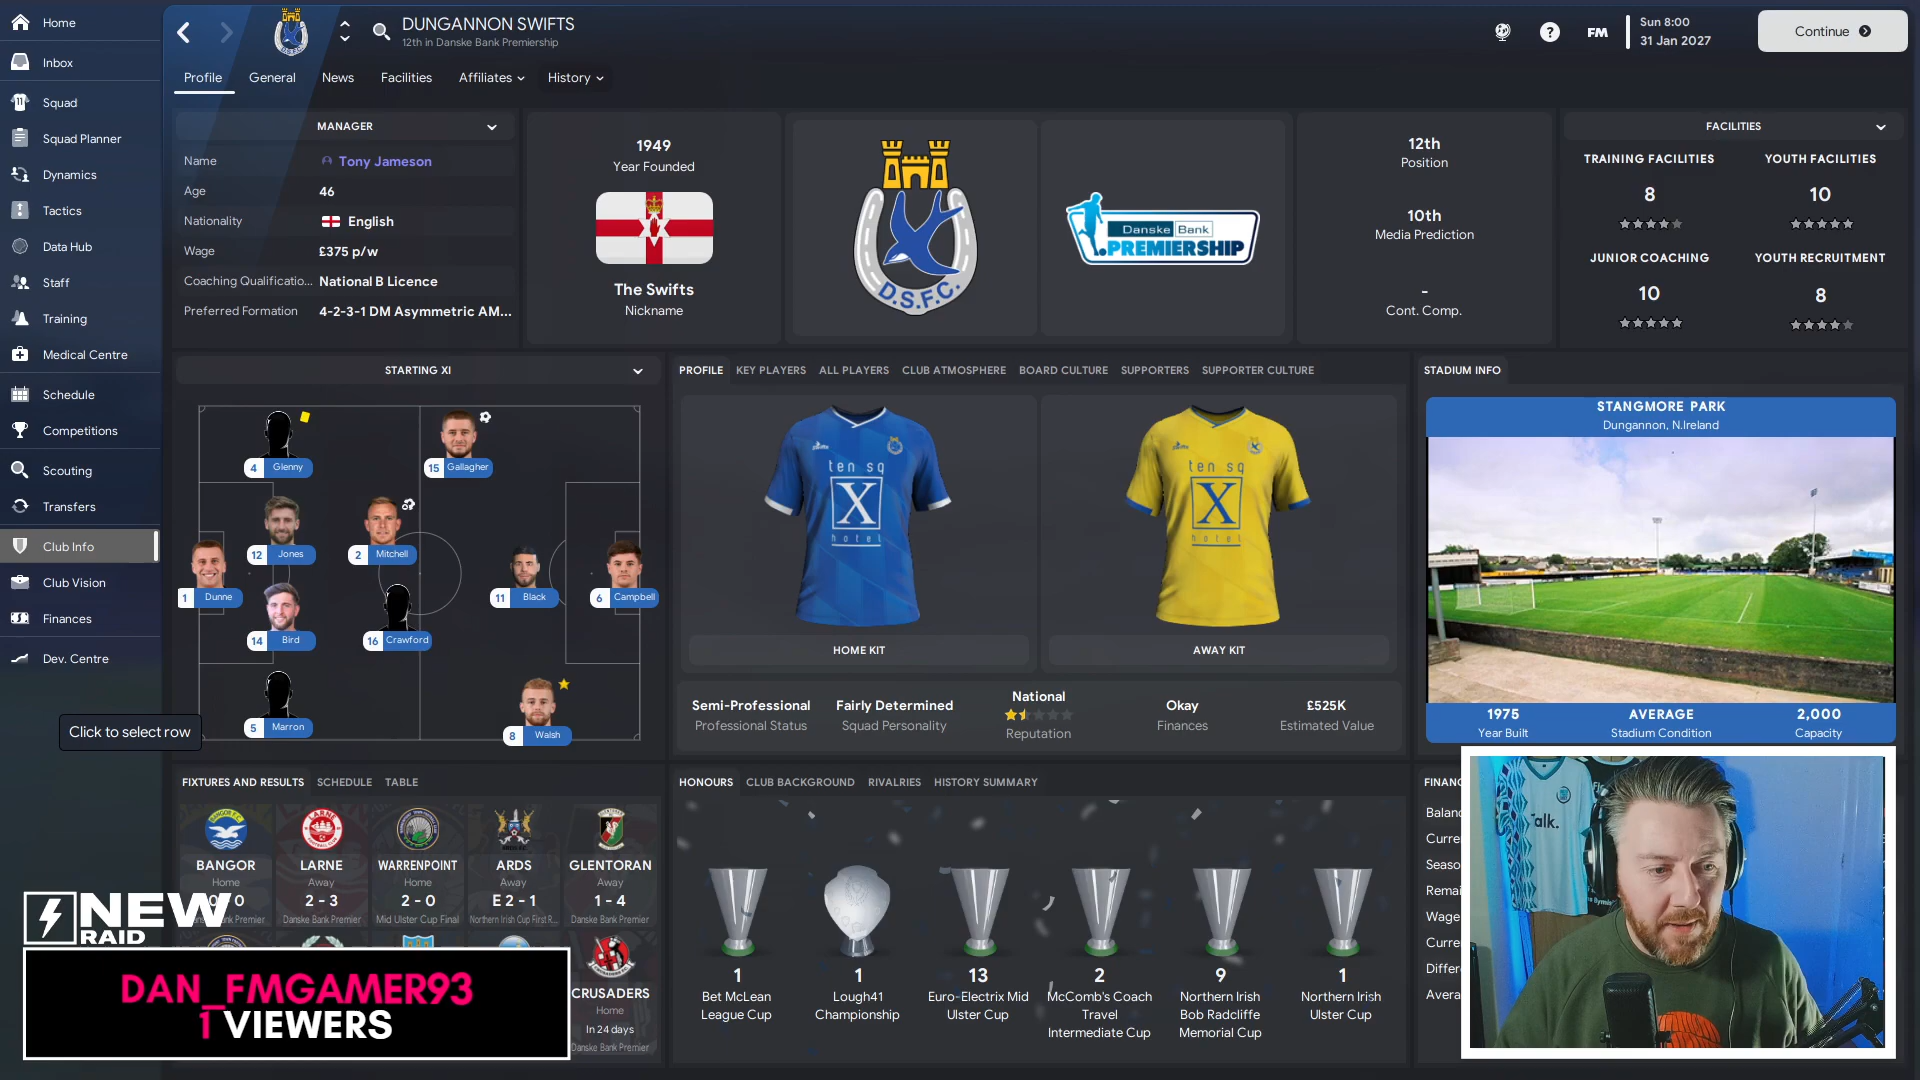 Home
Inbox
Squad
Squad Planner
Dynamics
Tactics
Data Hub
Staff
Training
Medical Centre
Schedule
Competitions
Scouting
Transfers
Club Info
Club Vision
Finances
Dev. Centre
Click to select row
DUNGANNON SWIFTS
12th in Danske Bank Premiership
FM
Sun 8:00
31 Jan 2027
Continue
Profile
General
News
Facilities
Affiliates
History
MANAGER
Name
Tony Jameson
Age
46
Nationality
English
Wage
£375 p/w
Coaching Qualificatio...
National B Licence
Preferred Formation
4-2-3-1 DM Asymmetric AM...
1949
Year Founded
The Swifts
Nickname
D.S.F.C.
Danske Bank
PREMIERSHIP
12th
Position
10th
Media Prediction
-
Cont. Comp.
FACILITIES
TRAINING FACILITIES
8
YOUTH FACILITIES
10
JUNIOR COACHING
10
YOUTH RECRUITMENT
8
STARTING XI
4 Glenny
15 Gallagher
12 Jones
2 Mitchell
1 Dunne
11 Black
6 Campbell
14 Bird
16 Crawford
5 Marron
8 Walsh
PROFILE
KEY PLAYERS
ALL PLAYERS
CLUB ATMOSPHERE
BOARD CULTURE
SUPPORTERS
SUPPORTER CULTURE
ten sq
X
hotel
ten sq
X
hotel
HOME KIT
AWAY KIT
Semi-Professional
Professional Status
Fairly Determined
Squad Personality
National
Reputation
Okay
Finances
£525K
Estimated Value
STADIUM INFO
STANGMORE PARK
Dungannon, N.Ireland
1975
Year Built
AVERAGE
Stadium Condition
2,000
Capacity
FIXTURES AND RESULTS
SCHEDULE
TABLE
BANGOR
Home
LARNE
Away
2 - 3
Danske Bank Premier
WARRENPOINT
Home
2 - 0
Mid Ulster Cup Final
ARDS
Away
E 2 - 1
Northern Irish Cup First R...
GLENTORAN
Away
1 - 4
Danske Bank Premier
CRUSADERS
Home
In 24 days
Danske Bank Premier
HONOURS
CLUB BACKGROUND
RIVALRIES
HISTORY SUMMARY
1
Bet McLean
League Cup
1
Lough41
Championship
13
Euro-Electrix Mid
Ulster Cup
2
McComb's Coach
Travel
Intermediate Cup
9
Northern Irish
Bob Radcliffe
Memorial Cup
1
Northern Irish
Ulster Cup
NEW
RAID
DAN_FMGAMER93
1 VIEWERS
Talk.